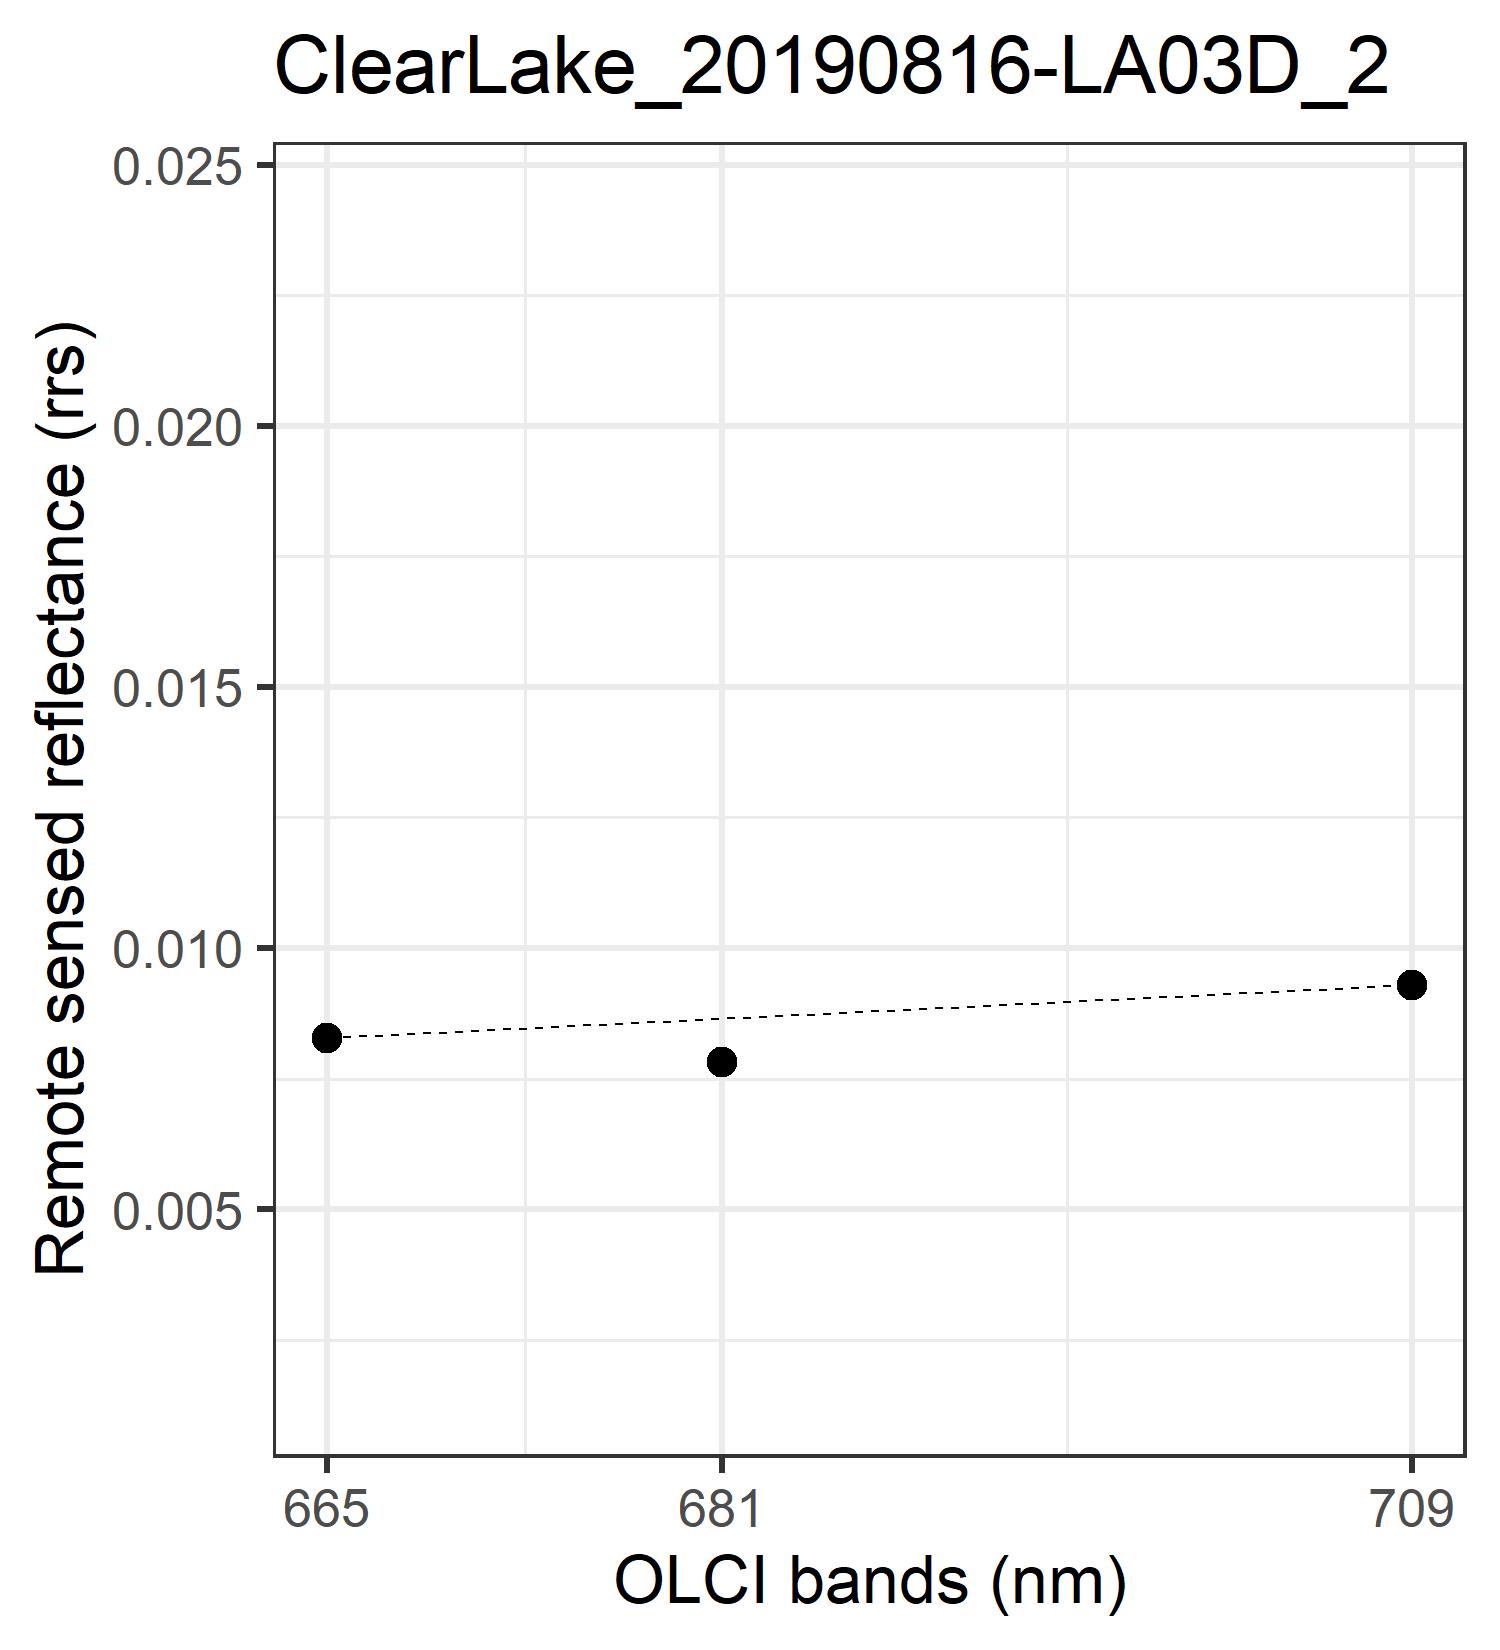 ClearLake_20190816-LA03D_2
0.025
0.020
0.015
0.010
0.005
Remote sensed reflectance (rrs)
665 681 709
OLCI bands (nm)